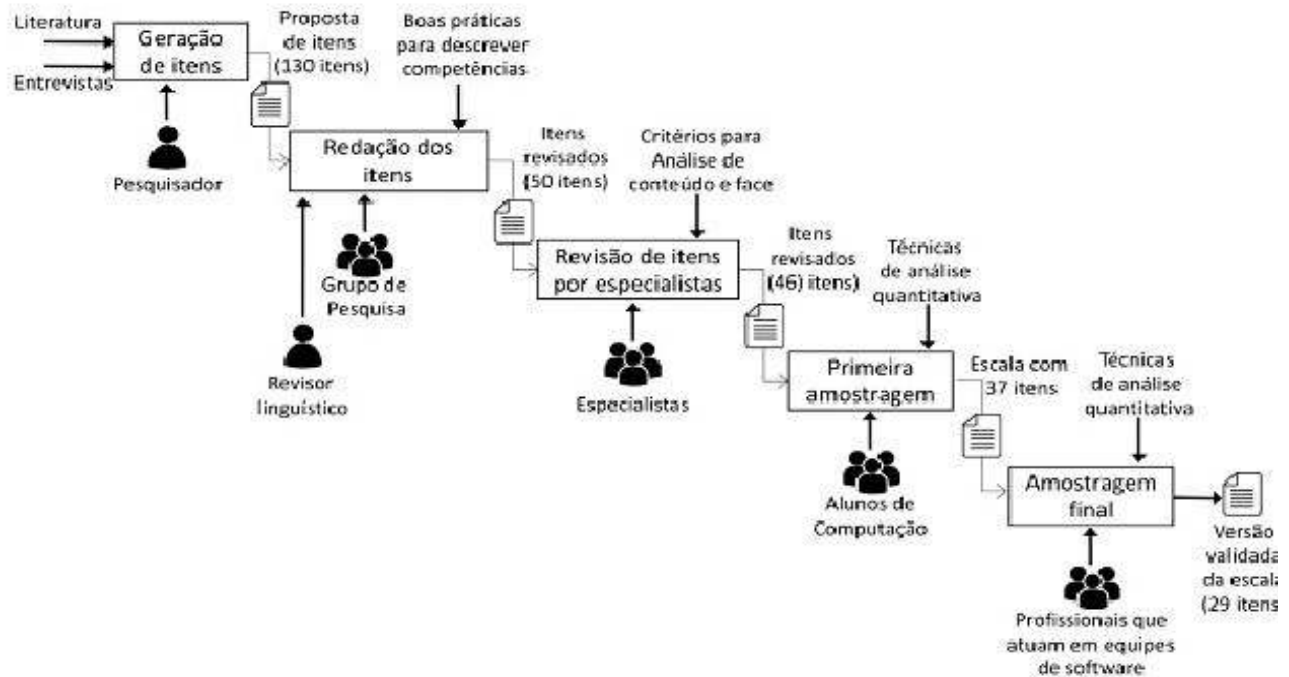 Literatura
Entrevistas
Geração
de itens
Pesquisador
Proposta
de itens
(130 itens)
Boas práticas
para descrever
competências
Redação dos
itens
Revisor
linguístico
Grupo de
Pesquisa
Itens
revisados
(50 itens)
Critérios para
Análise de
conteúdo e face
Revisão de itens
por especialistas
Especialistas
Itens
revisados
(46) itens)
Técnicas
de análise
quantitativa
Primeira
amostragem
Alunos de
Computação
Escala com
37 itens
Técnicas
de análise
quantitativa
Amostragem
final
Profissionais que
atuam em equipes
de software
Versão
validada
da escala
(29 itens